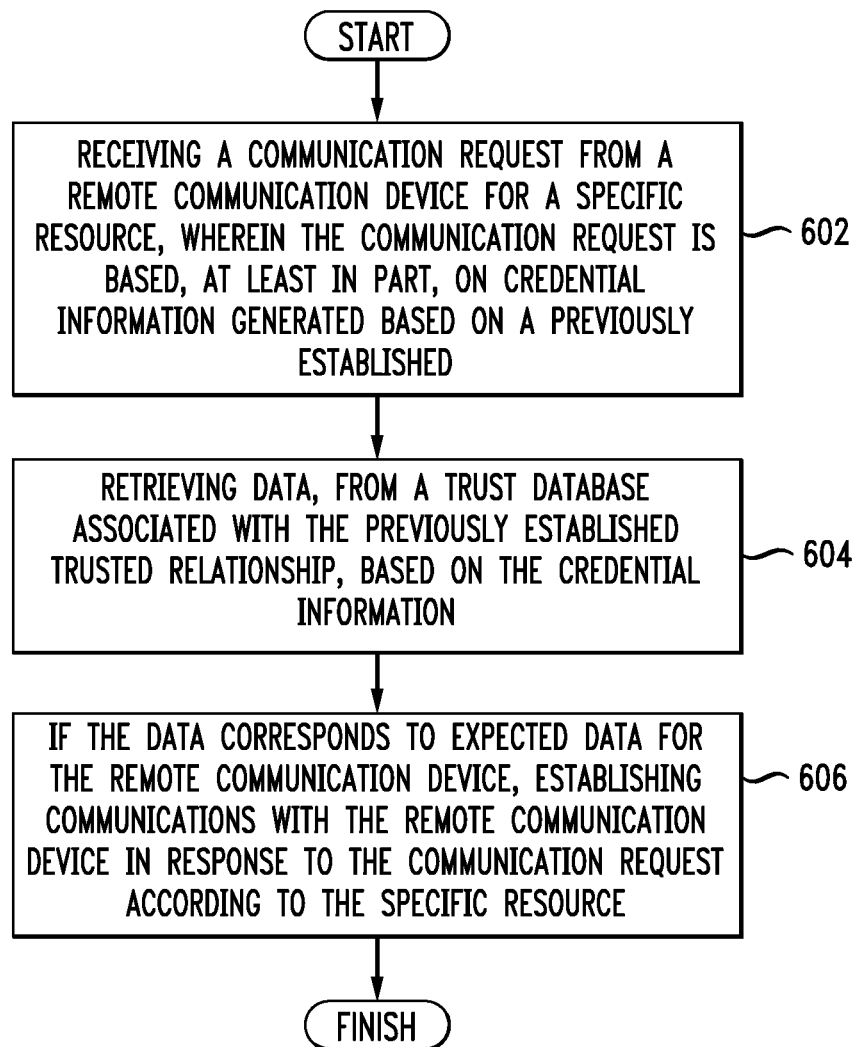 START
RECEIVING A COMMUNICATION REQUEST FROM A
REMOTE COMMUNICATION DEVICE FOR A SPECIFIC
RESOURCE, WHEREIN THE COMMUNICATION REQUEST IS
BASED, AT LEAST IN PART, ON CREDENTIAL
INFORMATION GENERATED BASED ON A PREVIOUSLY
ESTABLISHED
602
RETRIEVING DATA, FROM A TRUST DATABASE
ASSOCIATED WITH THE PREVIOUSLY ESTABLISHED
TRUSTED RELATIONSHIP, BASED ON THE CREDENTIAL
INFORMATION
604
IF THE DATA CORRESPONDS TO EXPECTED DATA FOR
THE REMOTE COMMUNICATION DEVICE, ESTABLISHING
COMMUNICATIONS WITH THE REMOTE COMMUNICATION
DEVICE IN RESPONSE TO THE COMMUNICATION REQUEST
ACCORDING TO THE SPECIFIC RESOURCE
606
FINISH